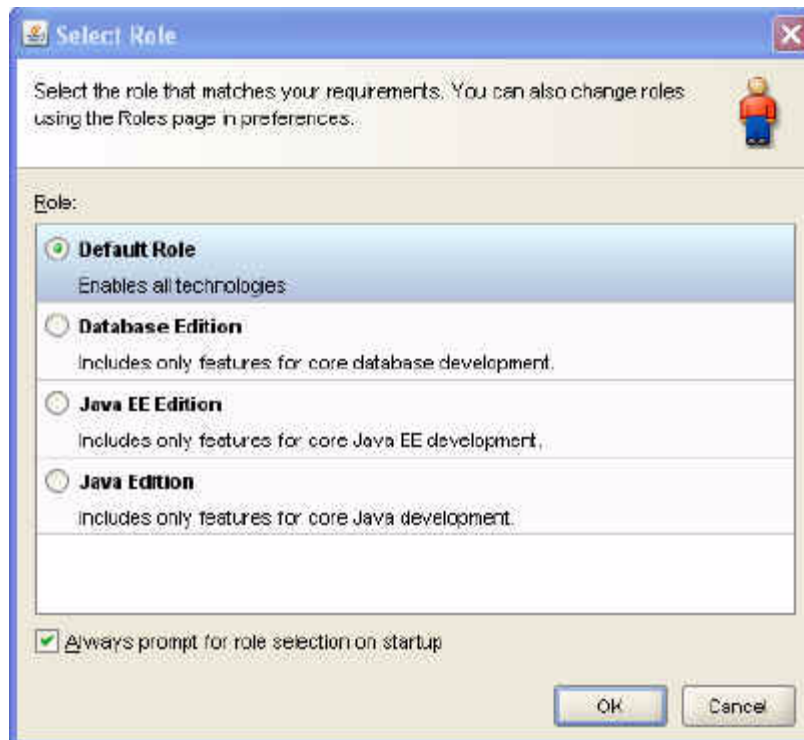 Select Role
Select the role that matches your requirements. You can also change roles
using the Roles page in preferences.
Role:
Default Role
Enables all technologies
Database Edition
Includes only features for core database development.
Java EE Edition
Includes only features for core Java EE development.
Java Edition
Includes only features for core Java development.
Always prompt for role selection on startup
OK
Cancel